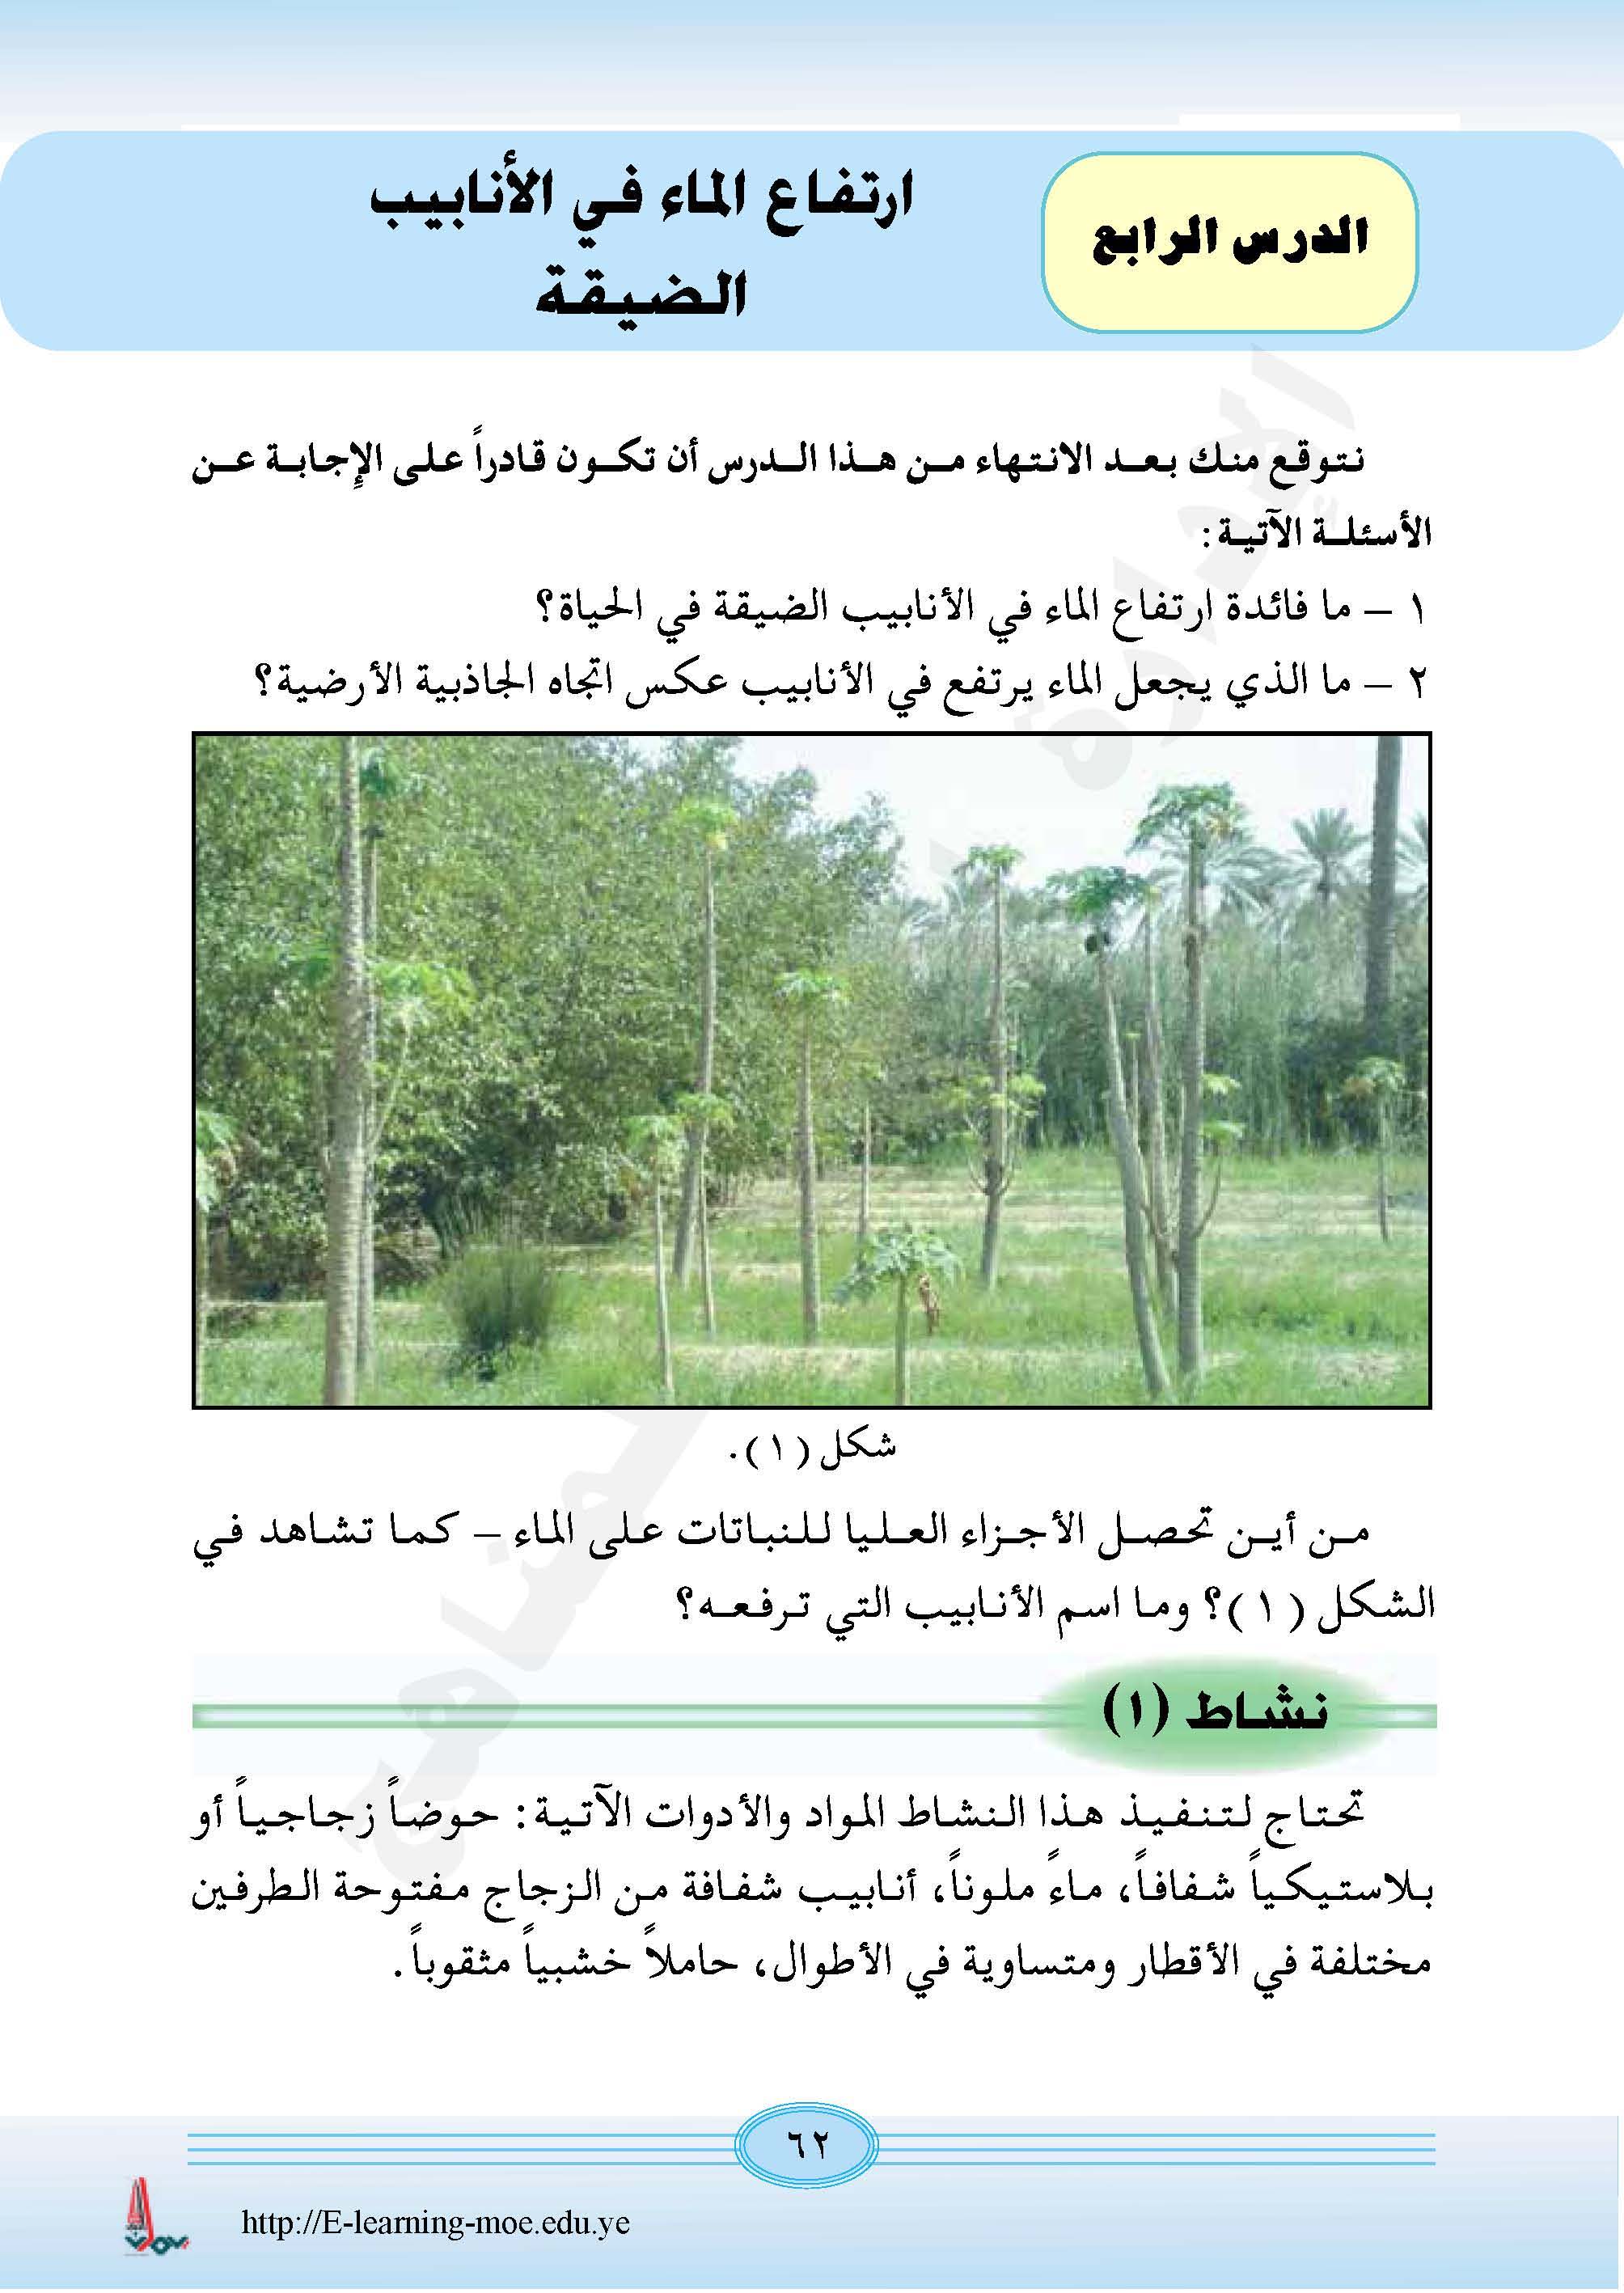 الدرس الرابع
ارتفاع الماء في الأنابيب
الضيقة
نتوقع منك بعد الانتهاء من هذا الدرس أن تكون قادراً على الإجابة عن
الأسئلة الآتية:
١ – ما فائدة ارتفاع الماء في الأنابيب الضيقة في الحياة؟
٢ – ما الذي يجعل الماء يرتفع في الأنابيب عكس اتجاه الجاذبية الأرضية؟
شكل (١).
من أين تحصل الأجزاء العليا للنباتات على الماء – كما تشاهد في
الشكل (١)؟ وما اسم الأنابيب التي ترفعه؟
نشاط (١)
تحتاج لتنفيذ هذا النشاط المواد والأدوات الآتية: حوضاً زجاجياً أو
بلاستيكياً شفافاً، ماءً ملوناً، أنابيب شفافة من الزجاج مفتوحة الطرفين
مختلفة في الأقطار ومتساوية في الأطوال، حاملاً خشبياً مثقوباً.
٦٢
http://E-learning-moe.edu.ye